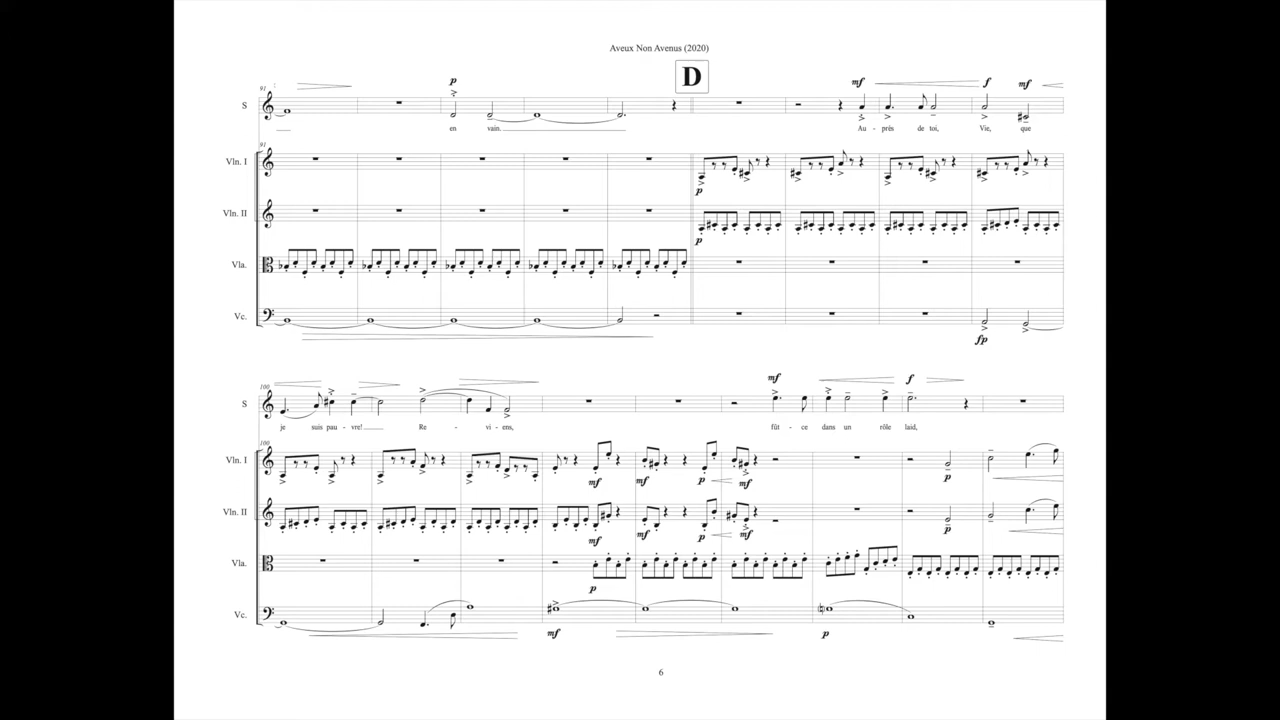 Aveux Non Avenus (2020)
D
p mf f mf
91
S
en vain. Au - près de toi, Vie, que
91
Vln. I
p
Vln. II
p
Vla.
Vc.
fp
mf f
100
S
je suis pau - vre! Re - vi - ens, fût - ce dans un rôle laid,
100
Vln. I
mf mf p mf p
Vln. II
mf mf p mf p
Vla.
p
Vc.
mf p
6